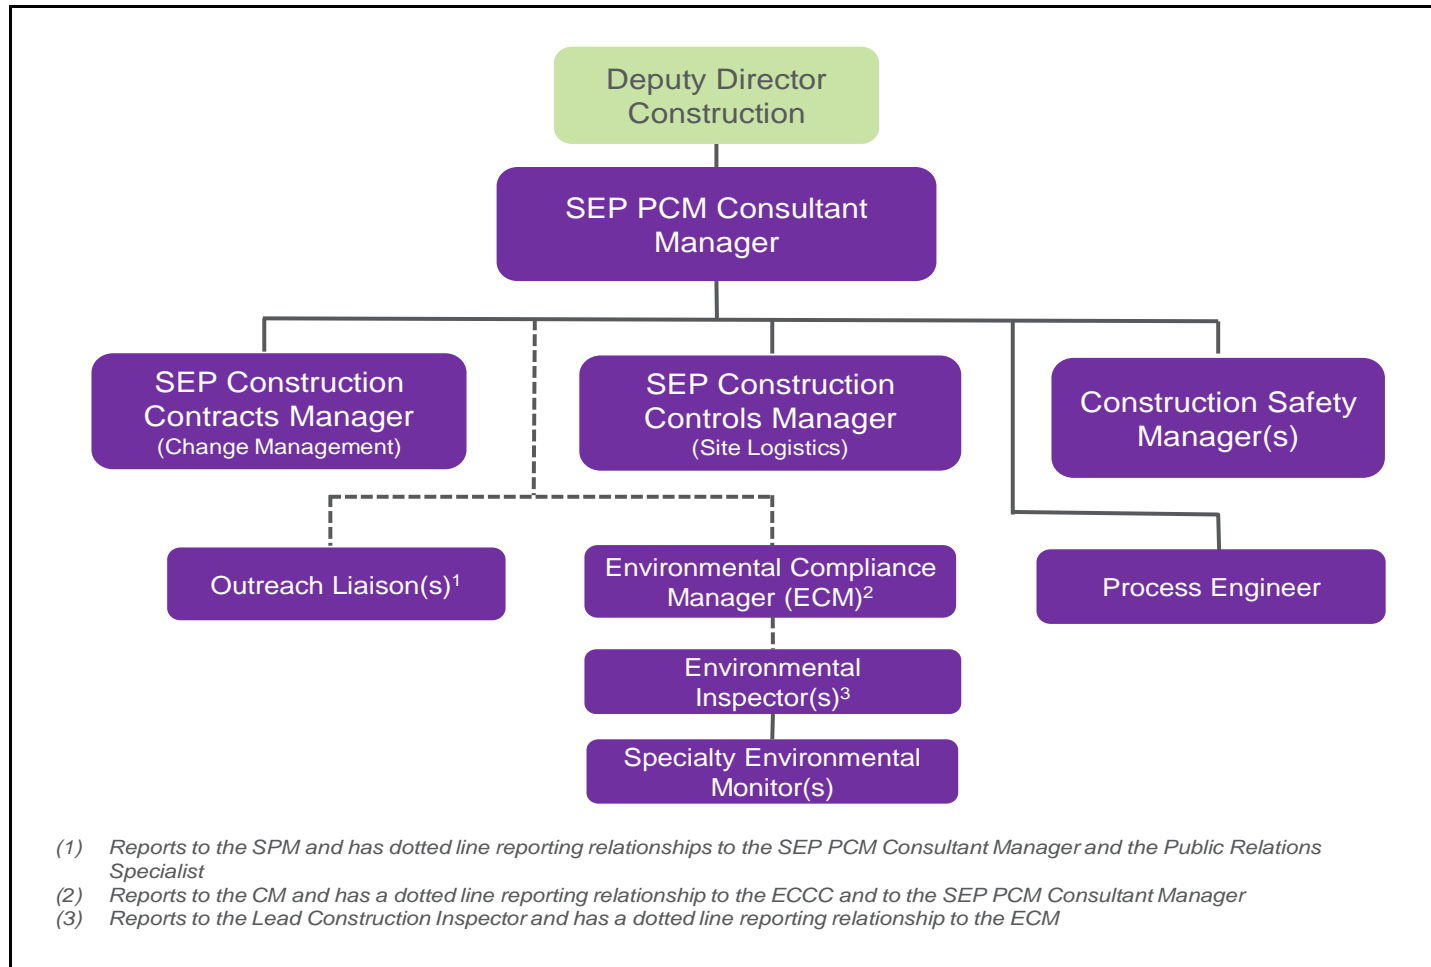 Deputy Director
Construction
SEP PCM Consultant
Manager
SEP Construction
Contracts Manager
(Change Management)
SEP Construction
Controls Manager
(Site Logistics)
Construction Safety
Manager(s)
Outreach Liaison(s)¹
Environmental Compliance
Manager (ECM)²
Process Engineer
Environmental
Inspector(s)³
Specialty Environmental
Monitor(s)
(1) Reports to the SPM and has dotted line reporting relationships to the SEP PCM Consultant Manager and the Public Relations
Specialist
(2) Reports to the CM and has a dotted line reporting relationship to the ECCC and to the SEP PCM Consultant Manager
(3) Reports to the Lead Construction Inspector and has a dotted line reporting relationship to the ECM